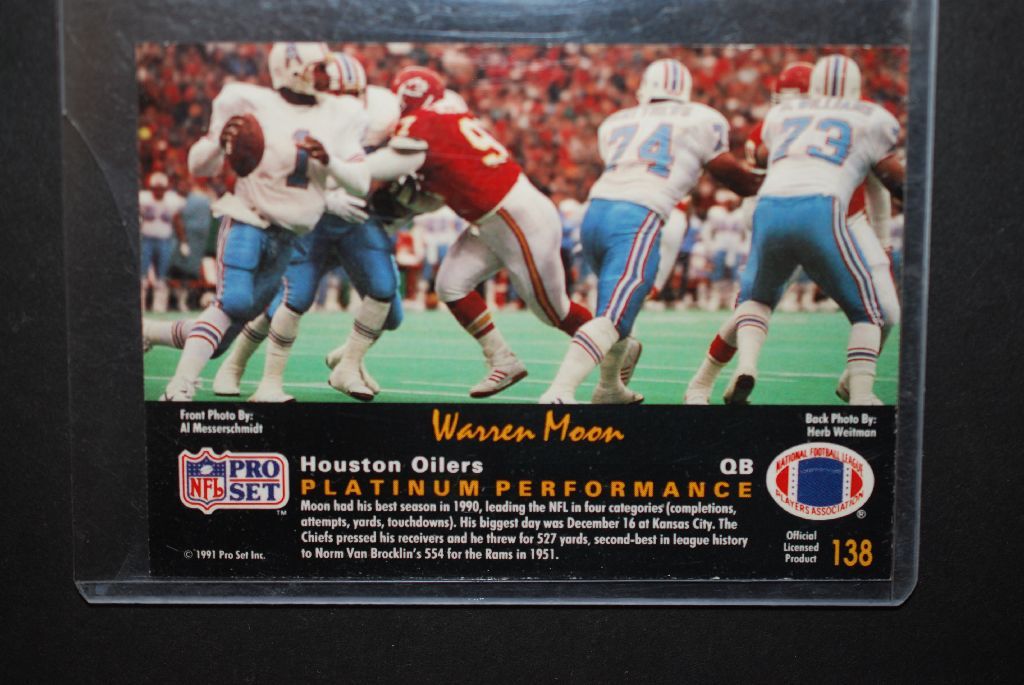 1
9
74
73
Front Photo By:
Al Messerschmidt
Warren Moon
Back Photo By:
Herb Weitman
NFL PRO SET ™
Houston Oilers QB
PLATINUM PERFORMANCE
Moon had his best season in 1990, leading the NFL in four categories (completions,
attempts, yards, touchdowns). His biggest day was December 16 at Kansas City. The
Chiefs pressed his receivers and he threw for 527 yards, second-best in league history
to Norm Van Brocklin's 554 for the Rams in 1951.
© 1991 Pro Set Inc.
NATIONAL FOOTBALL LEAGUE
PLAYERS ASSOCIATION ®
Official
Licensed
Product
138